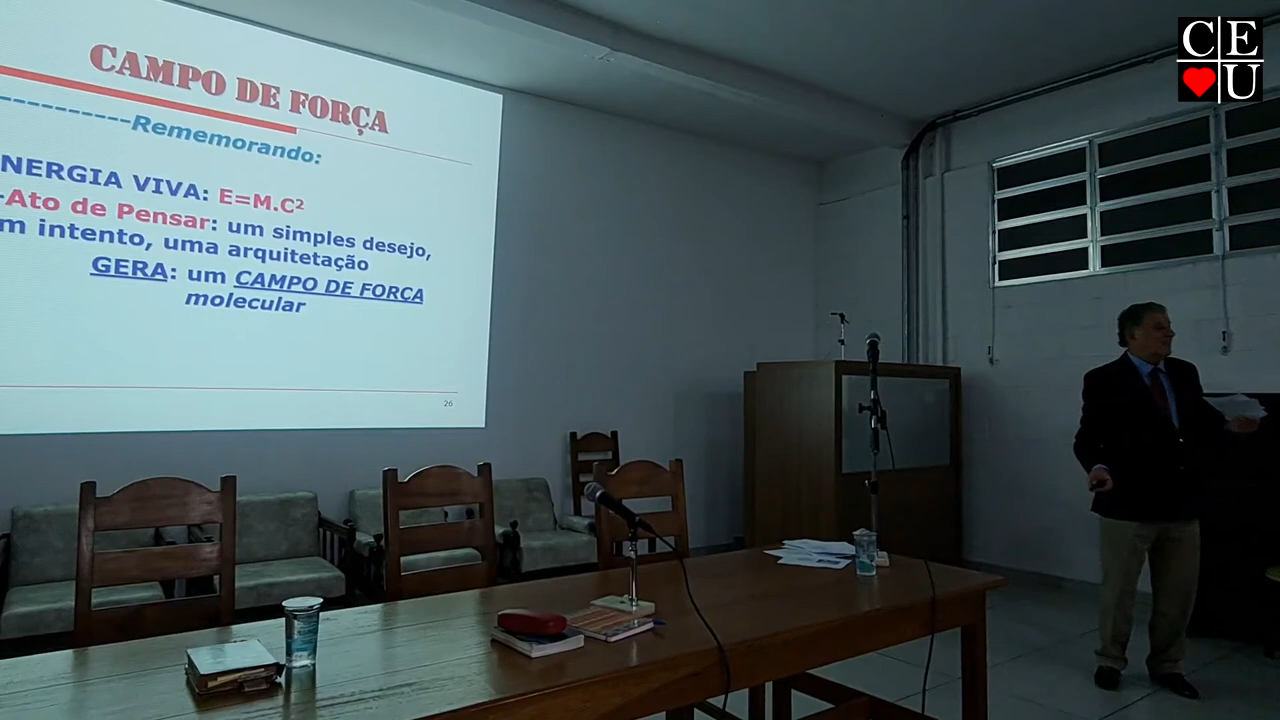 CAMPO DE FORÇA
Rememorando:
NERGIA VIVA: E=M.C²
-Ato de Pensar: um simples desejo,
m intento, uma arquitetação
GERA: um CAMPO DE FORÇA
molecular
26
CE
U